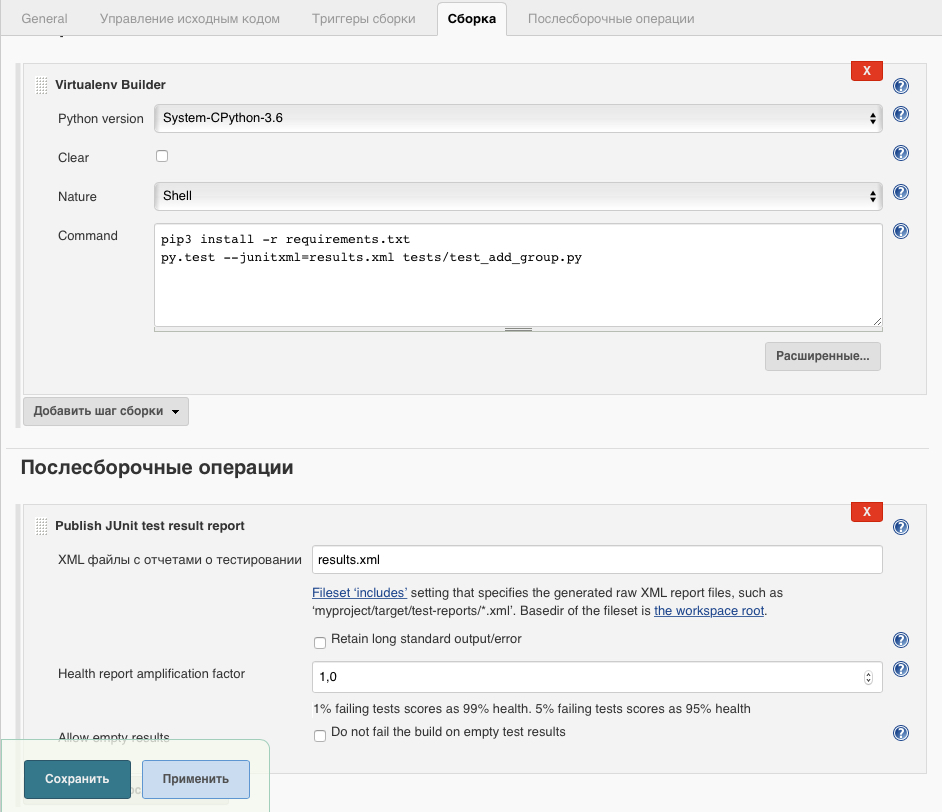 General Управление исходным кодом Триггеры сборки Сборка Послесборочные операции
X
Virtualenv Builder
Python version System-CPython-3.6
Clear
Nature Shell
Command
pip3 install -r requirements.txt
py.test --junitxml=results.xml tests/test_add_group.py
Расширенные...
Добавить шаг сборки
Послесборочные операции
X
Publish JUnit test result report
XML файлы с отчетами о тестировании results.xml
Fileset ‘includes’ setting that specifies the generated raw XML report files, such as
‘myproject/target/test-reports/*.xml’. Basedir of the fileset is the workspace root.
Retain long standard output/error
Health report amplification factor 1,0
1% failing tests scores as 99% health. 5% failing tests scores as 95% health
Allow empty results Do not fail the build on empty test results
Сохранить Применить